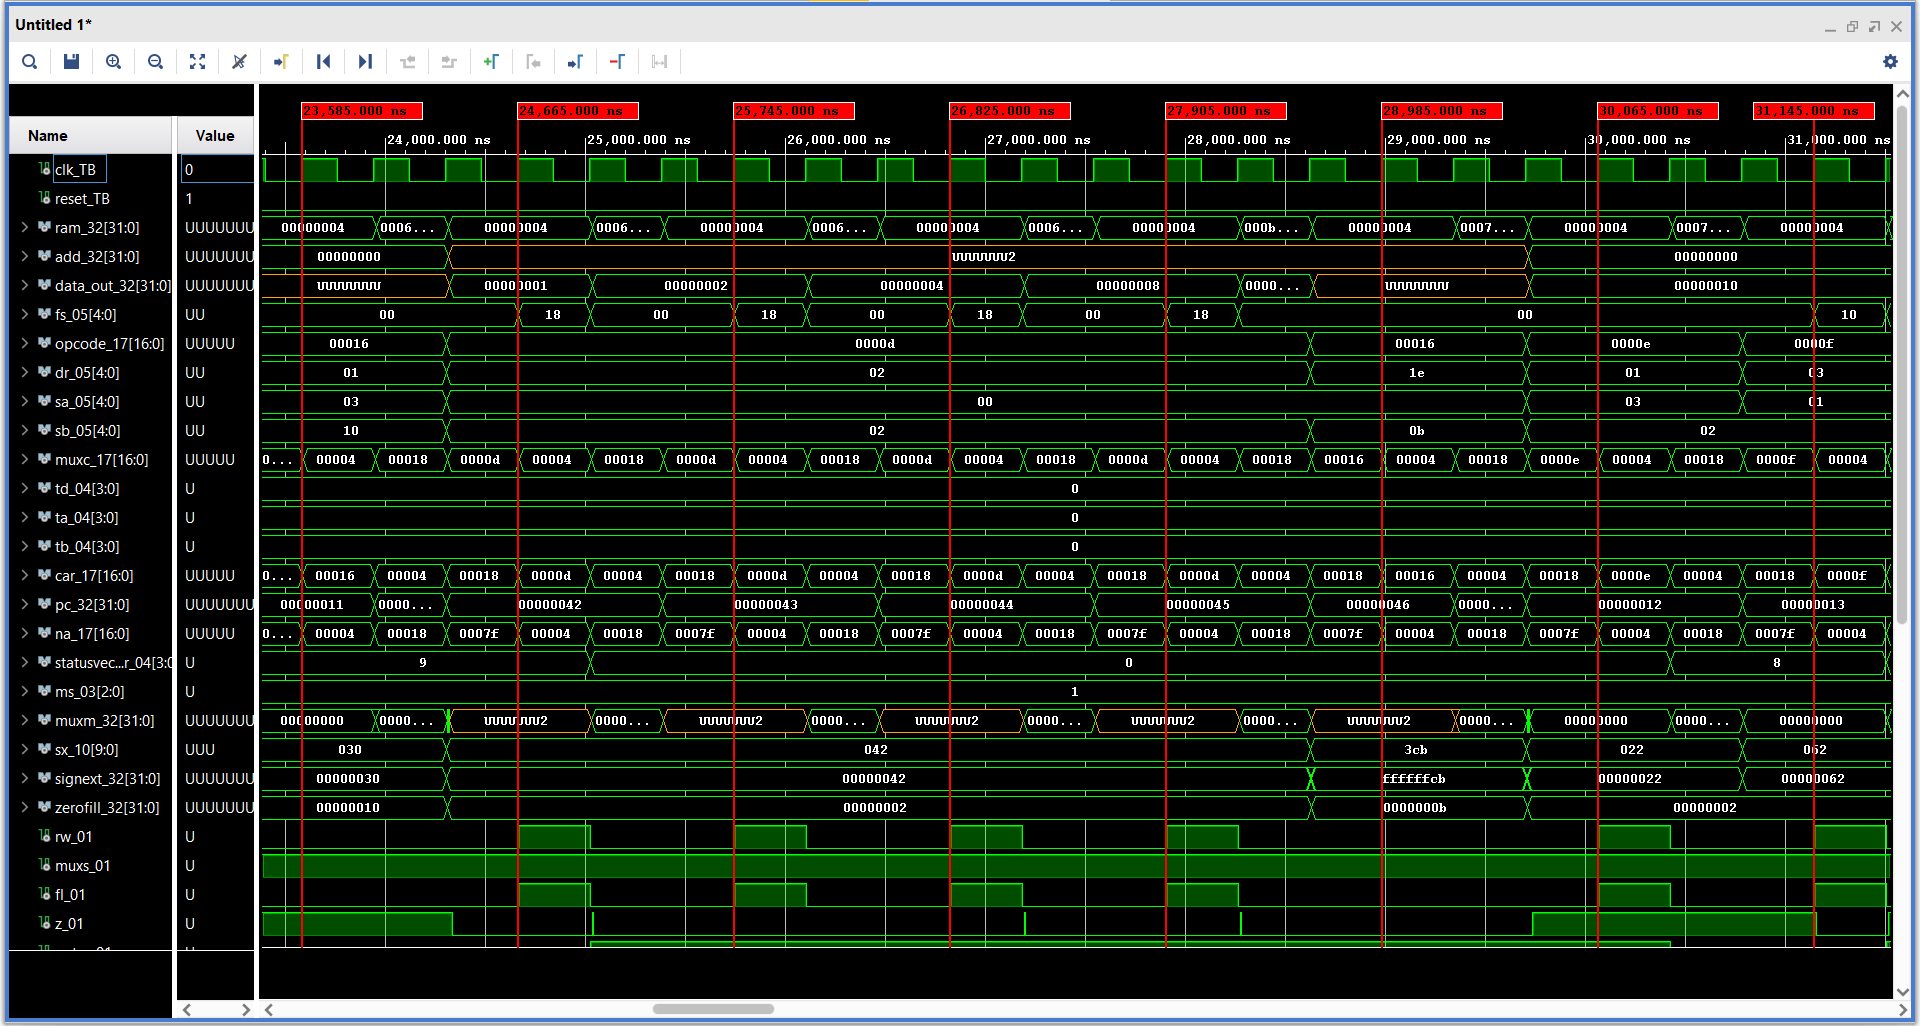 Untitled 1*
23,585.000 ns 24,665.000 ns 25,745.000 ns 26,825.000 ns 27,905.000 ns 28,985.000 ns 30,065.000 ns 31,145.000 ns
Name Value 24,000.000 ns 25,000.000 ns 26,000.000 ns 27,000.000 ns 28,000.000 ns 29,000.000 ns 30,000.000 ns 31,000.000 ns
clk_TB 0
reset_TB 1
ram_32[31:0] UUUUUUU 00000004 0006... 00000004 0006... 00000004 0006... 00000004 0006... 00000004 000b... 00000004 0007... 00000004 0007... 00000004
add_32[31:0] UUUUUUU 00000000 UUUUUUU2 00000000
data_out_32[31:0] UUUUUUU UUUUUUUU 00000001 00000002 00000004 00000008 0000... UUUUUUUU 00000010
fs_05[4:0] UU 00 18 00 18 00 18 00 18 00 10
opcode_17[16:0] UUUUU 00016 0000d 00016 0000e 0000f
dr_05[4:0] UU 01 02 1e 01 03
sa_05[4:0] UU 03 00 03 01
sb_05[4:0] UU 10 02 0b 02
muxc_17[16:0] UUUUU 0... 00004 00018 0000d 00004 00018 0000d 00004 00018 0000d 00004 00018 0000d 00004 00018 00016 00004 00018 0000e 00004 00018 0000f 00004
td_04[3:0] U 0
ta_04[3:0] U 0
tb_04[3:0] U 0
car_17[16:0] UUUUU 0... 00016 00004 00018 0000d 00004 00018 0000d 00004 00018 0000d 00004 00018 0000d 00004 00018 00016 00004 00018 0000e 00004 00018 0000f
pc_32[31:0] UUUUUUU 00000011 0000... 00000042 00000043 00000044 00000045 00000046 0000... 00000012 00000013
na_17[16:0] UUUUU 0... 00004 00018 0007f 00004 00018 0007f 00004 00018 0007f 00004 00018 0007f 00004 00018 0007f 00004 00018 0007f 00004 00018 0007f 00004
statusvec...r_04[3:0 U 9 0 8
ms_03[2:0] U 1
muxm_32[31:0] UUUUUUU 00000000 0000... UUUUUUU2 0000... UUUUUUU2 0000... UUUUUUU2 0000... UUUUUUU2 0000... UUUUUUU2 0000... 00000000 0000... 00000000
sx_10[9:0] UUU 030 042 3cb 022 062
signext_32[31:0] UUUUUUU 00000030 00000042 ffffffcb 00000022 00000062
zerofill_32[31:0] UUUUUUU 00000010 00000002 0000000b 00000002
rw_01 U
muxs_01 U
fl_01 U
z_01 U